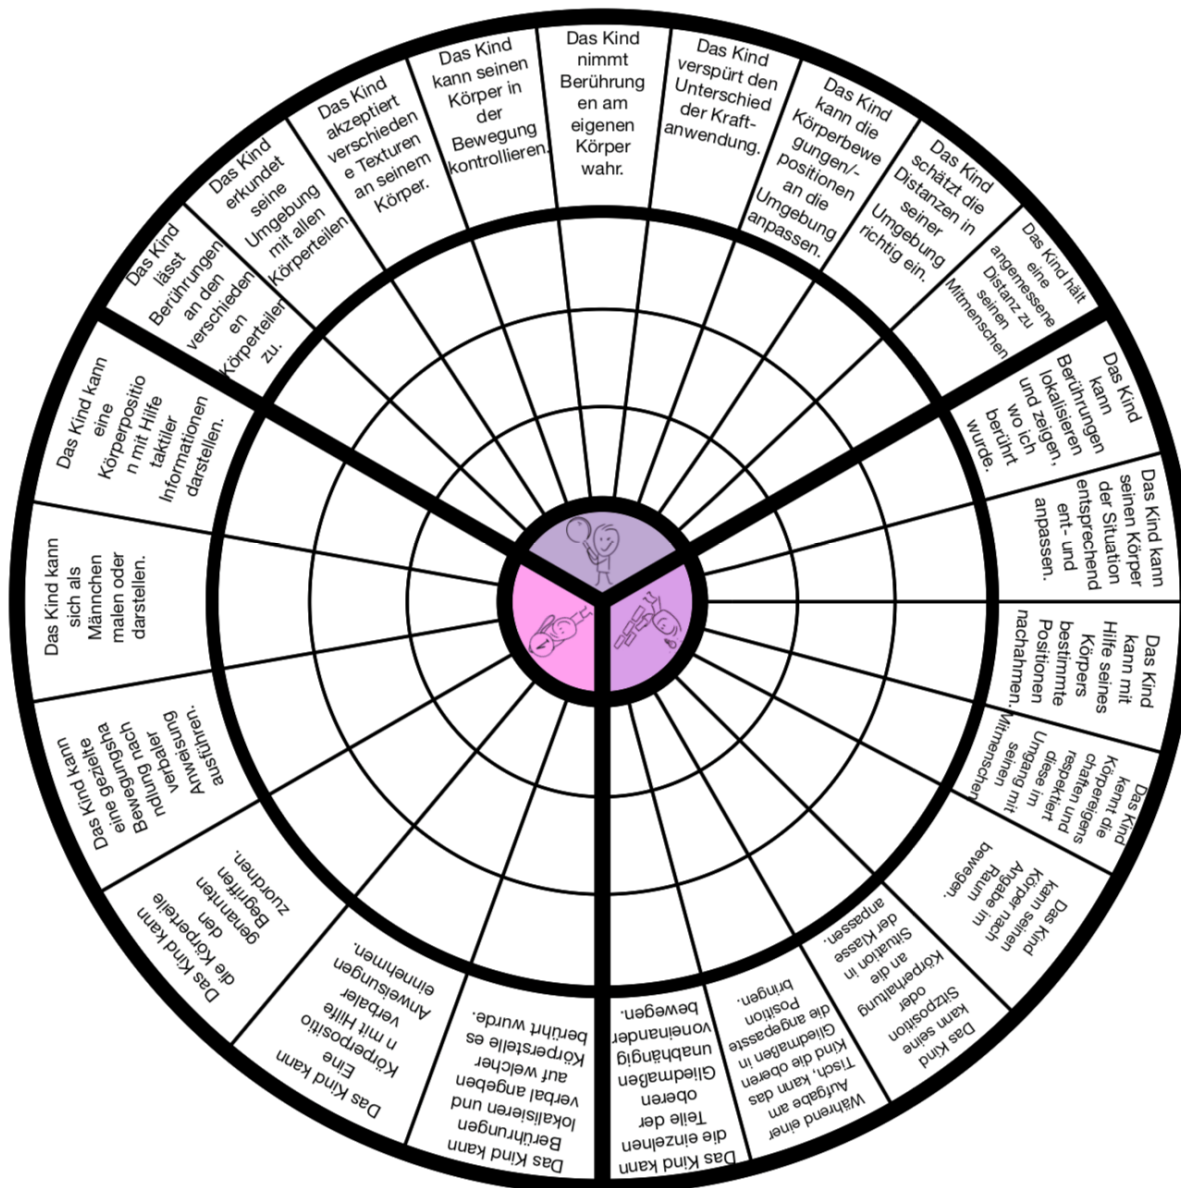 Das Kind
lässt
Berührungen
an den
verschieden
en
Körperteilen
zu.
Das Kind
erkundet
seine
Umgebung
mit allen
Körperteilen
Das Kind
akzeptiert
verschieden
e Texturen
an seinem
Körper.
Das Kind
kann seinen
Körper in
der
Bewegung
kontrollieren.
Das Kind
nimmt
Berührung
en am
eigenen
Körper
wahr.
Das Kind
verspürt den
Unterschied
der Kraft-
anwendung.
Das Kind
kann die
Körperbewe
gungen/-
positionen
an die
Umgebung
anpassen.
Das Kind
schätzt die
Distanzen in
seiner
Umgebung
richtig ein.
Das Kind hält
eine
angemessene
Distanz zu
seinen
Mitmenschen
Das Kind
kann
Berührungen
lokalisieren
und zeigen,
wo ich
berührt
wurde.
Das Kind kann
seinen Körper
der Situation
entsprechend
ent- und
anpassen.
Das Kind
kann mit
Hilfe seines
Körpers
bestimmte
Positionen
nachahmen.
Das Kind
kennt die
Körpereigens
chaften und
respektiert
diese im
Umgang mit
seinen
Mitmenschen
Das Kind
kann seinen
Körper nach
Angabe im
Raum
bewegen.
Das Kind
kann seine
Sitzposition
oder
Körperhaltung
an die
Situation in
der Klasse
anpassen.
Während einer
Aufgabe am
Tisch, kann das
Kind die oberen
Gliedmaßen in
die angepasste
Position
bringen.
Das Kind kann
die einzelnen
Teile der
oberen
Gliedmaßen
unabhängig
voneinander
bewegen.
Das Kind kann
Berührungen
lokalisieren und
verbal angeben
auf welcher
Körperstelle es
berührt wurde.
Das Kind kann
Eine
Körperpositio
n mit Hilfe
verbaler
Anweisungen
einnehmen.
Das Kind kann
die Körperteile
den
genannten
Begriffen
zuordnen.
Das Kind kann
eine gezielte
Bewegungsha
ndlung nach
verbaler
Anweisung
ausführen.
Das Kind kann
sich als
Männchen
malen oder
darstellen.
Das Kind kann
eine
Körperpositio
n mit Hilfe
taktiler
Informationen
darstellen.